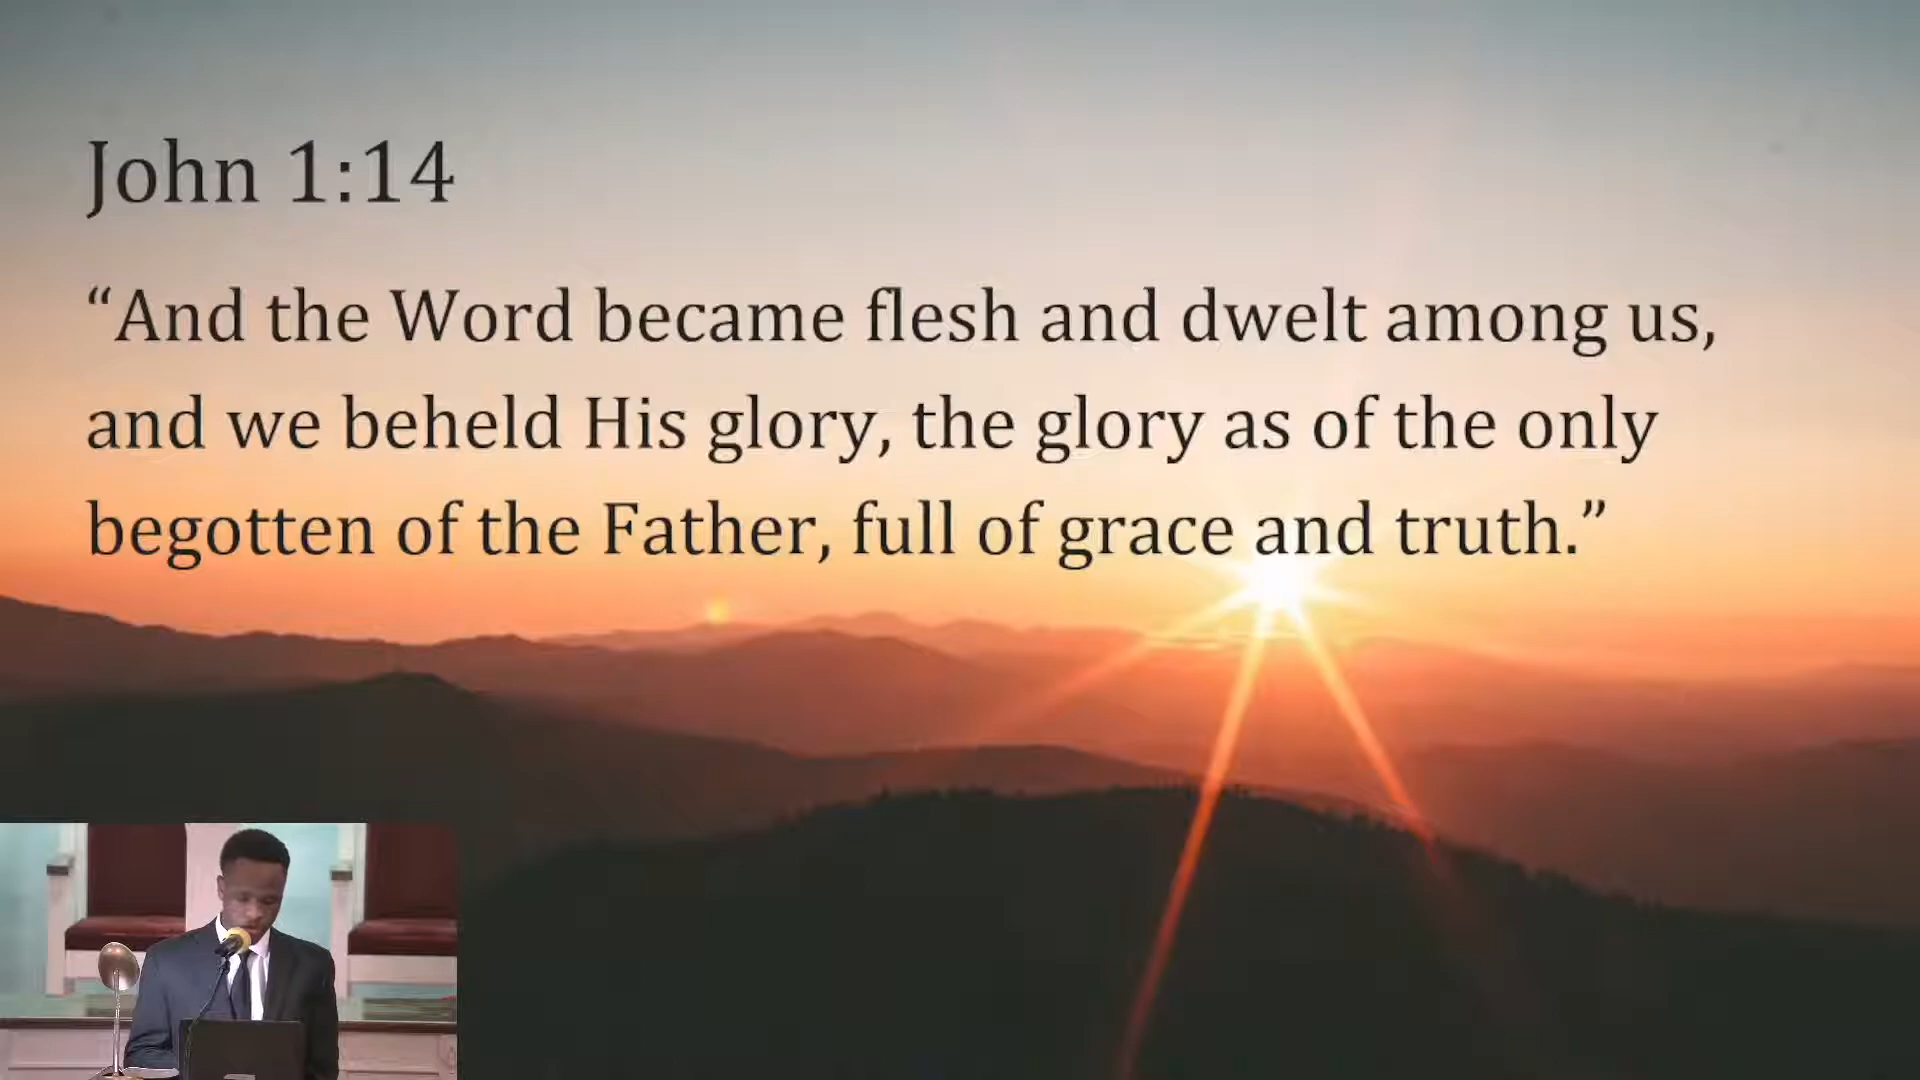 John 1:14
“And the Word became flesh and dwelt among us,
and we beheld His glory, the glory as of the only
begotten of the Father, full of grace and truth.”